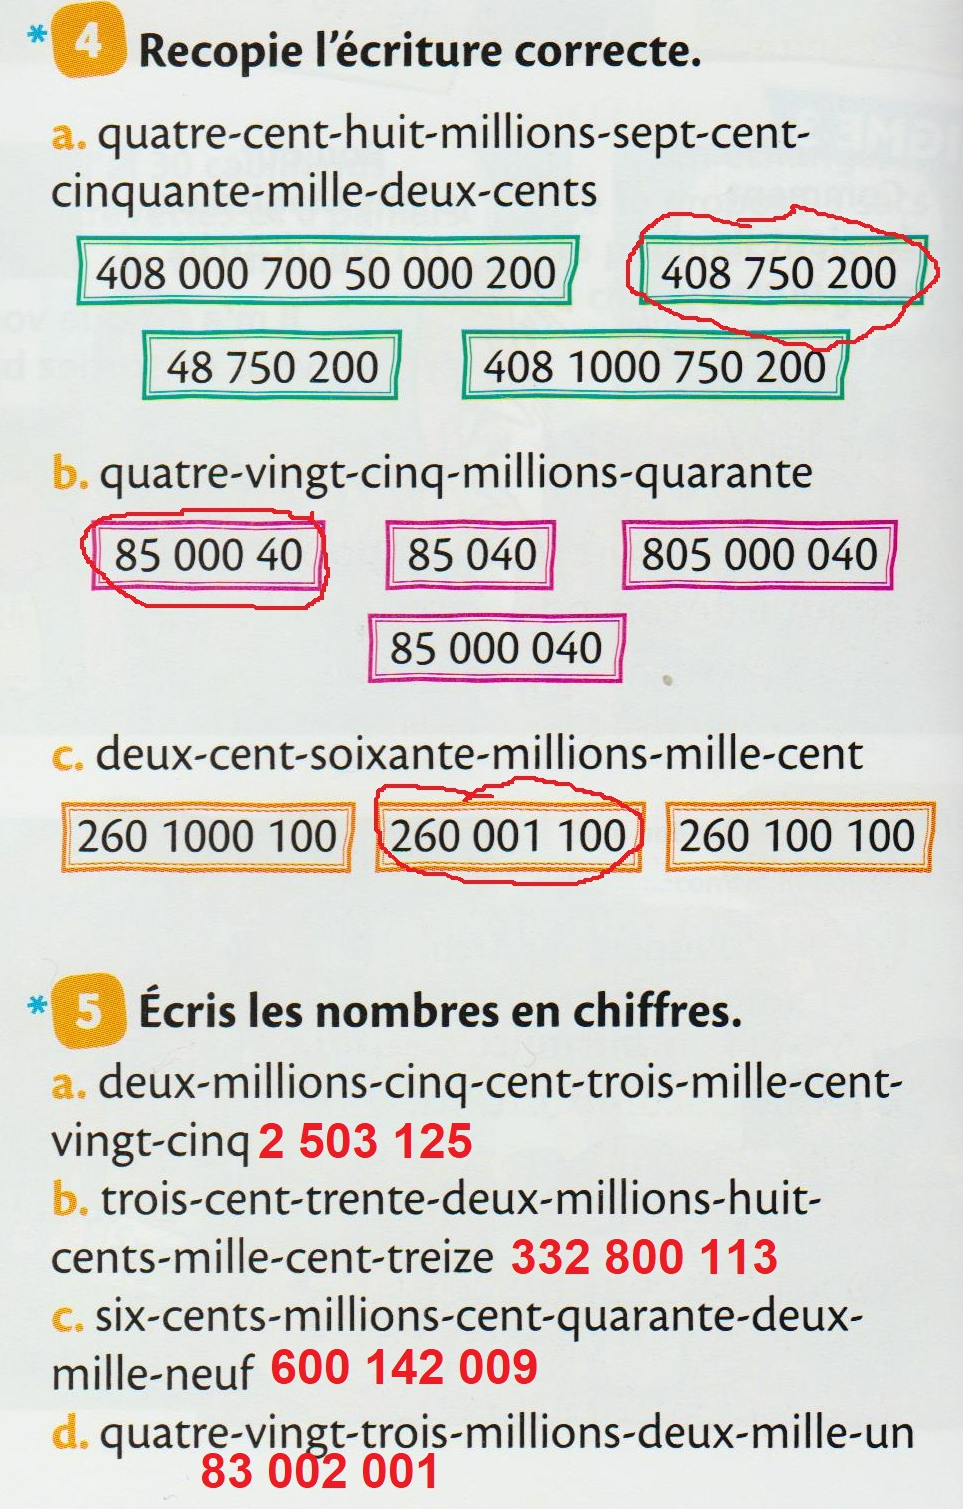 * 4 Recopie l'écriture correcte.
a. quatre-cent-huit-millions-sept-cent-
cinquante-mille-deux-cents
408 000 700 50 000 200 408 750 200
48 750 200 408 1000 750 200
b. quatre-vingt-cinq-millions-quarante
85 000 40 85 040 805 000 040
85 000 040
c. deux-cent-soixante-millions-mille-cent
260 1000 100 260 001 100 260 100 100
* 5 Écris les nombres en chiffres.
a. deux-millions-cinq-cent-trois-mille-cent-
vingt-cinq 2 503 125
b. trois-cent-trente-deux-millions-huit-
cents-mille-cent-treize 332 800 113
c. six-cents-millions-cent-quarante-deux-
mille-neuf 600 142 009
d. quatre-vingt-trois-millions-deux-mille-un
83 002 001